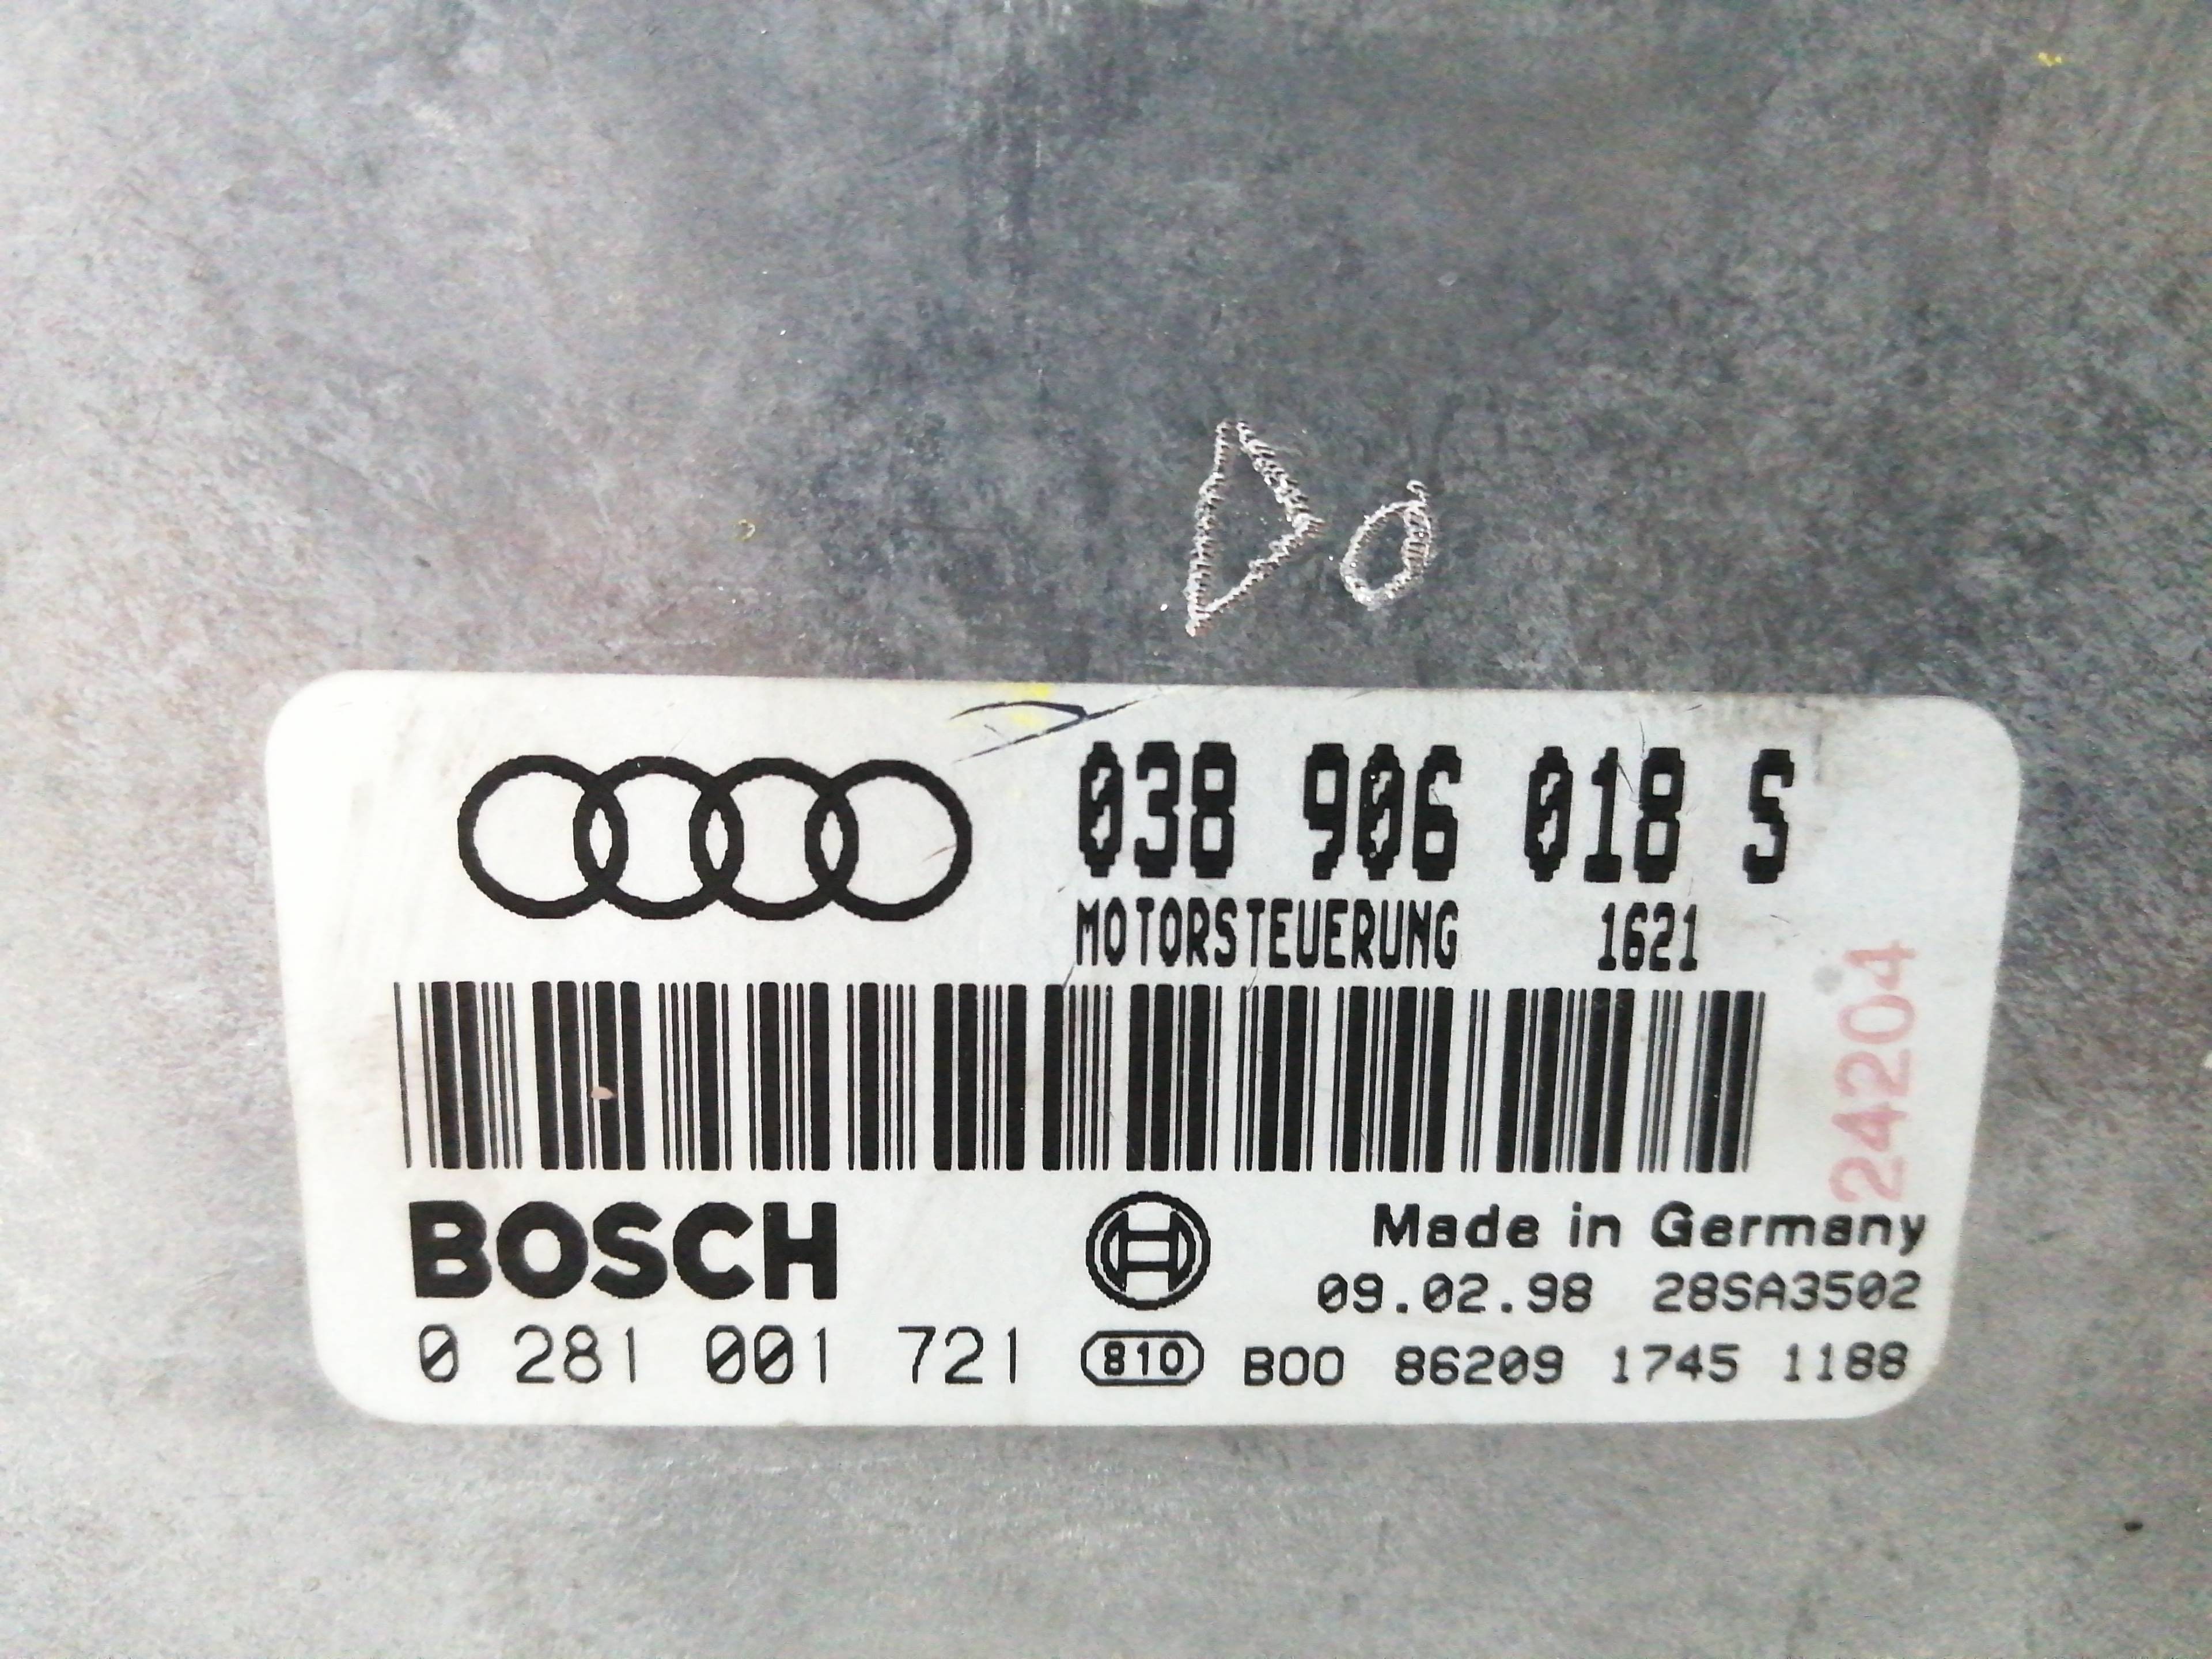 Do
038 906 018 S
MOTORSTEUERUNG 1621
24204
BOSCH
Made in Germany
09.02.98 28SA3502
0 281 001 721 810 B00 86209 1745 1188